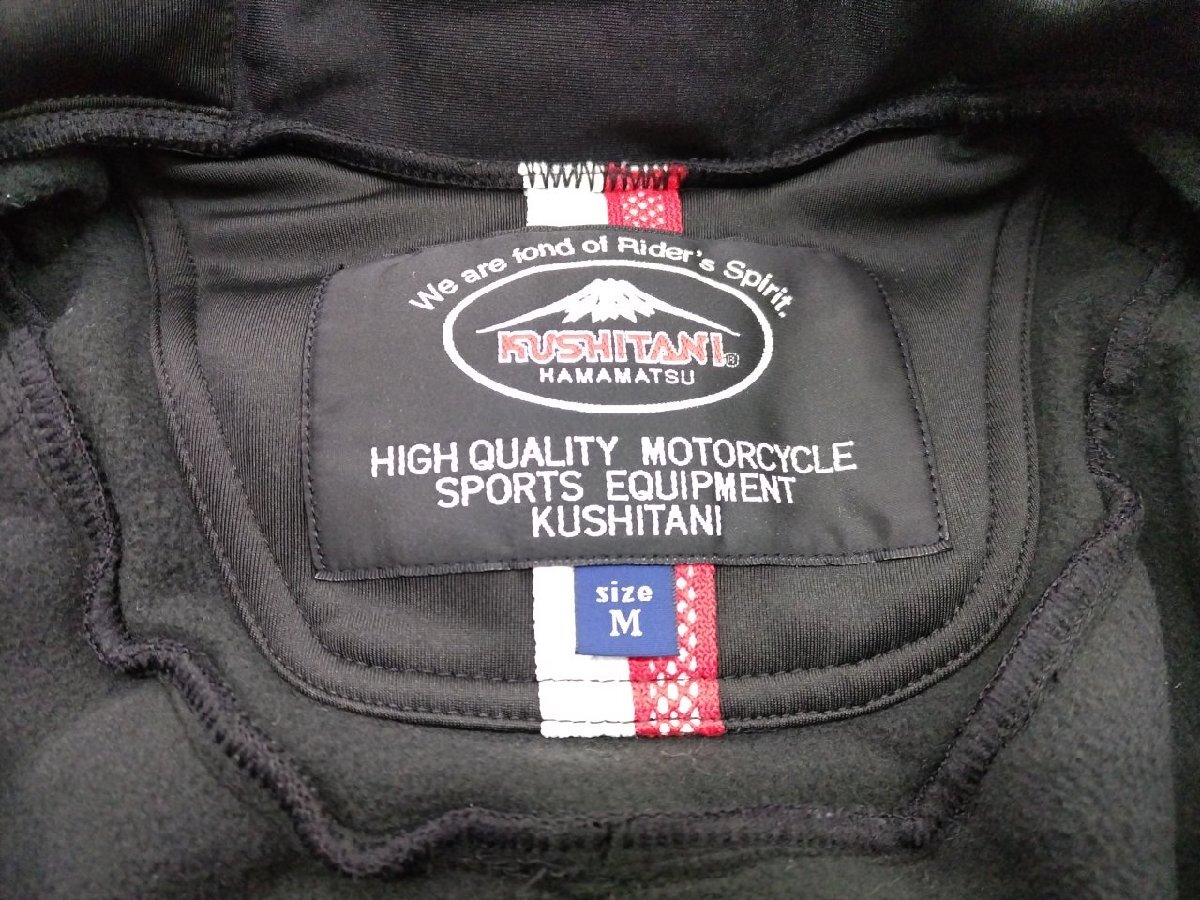 We are fond of Rider's Spirit.
KUSHITANI®
HAMAMATSU
HIGH QUALITY MOTORCYCLE
SPORTS EQUIPMENT
KUSHITANI
size
M